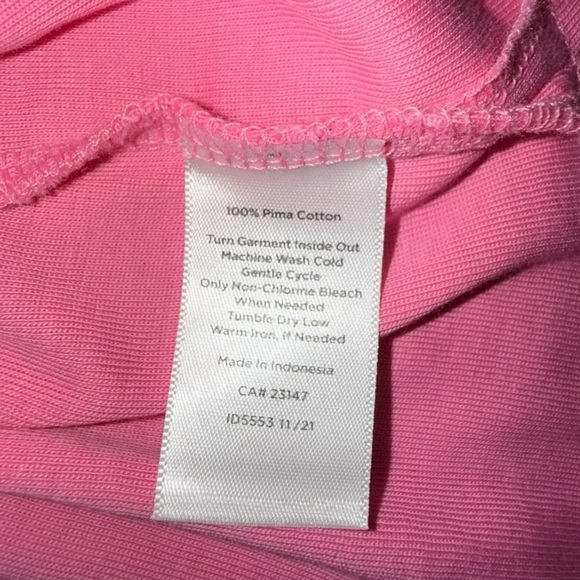 100% Pima Cotton
Turn Garment Inside Out
Machine Wash Cold
Gentle Cycle
Only Non-Chlorine Bleach
When Needed
Tumble Dry Low
Warm Iron, if Needed
Made in Indonesia
CA# 23147
ID5553 11/21